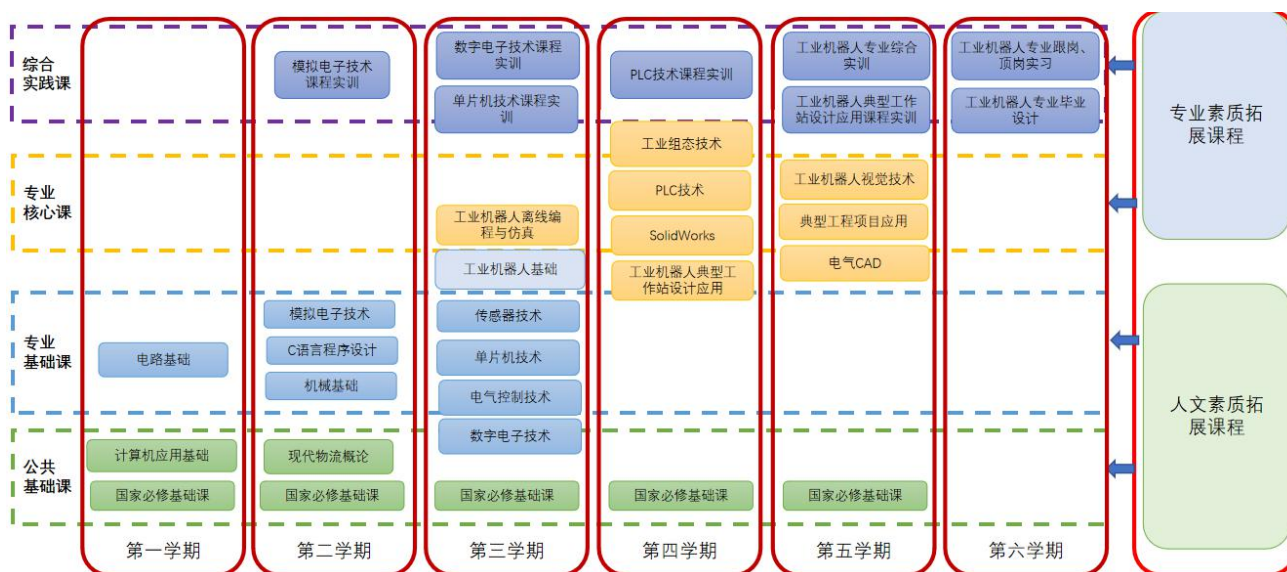 综合
实践课
模拟电子技术
课程实训
数字电子技术课程
实训
单片机技术课程实
训
PLC技术课程实训
工业机器人专业综合
实训
工业机器人典型工作
站设计应用课程实训
工业机器人专业跟岗、
顶岗实习
工业机器人专业毕业
设计
专业
核心课
工业机器人离线编
程与仿真
工业组态技术
PLC技术
SolidWorks
工业机器人典型工
作站设计应用
工业机器人视觉技术
典型工程项目应用
电气CAD
专业
基础课
电路基础
模拟电子技术
C语言程序设计
机械基础
工业机器人基础
传感器技术
单片机技术
电气控制技术
数字电子技术
公共
基础课
计算机应用基础
国家必修基础课
现代物流概论
国家必修基础课
国家必修基础课
国家必修基础课
国家必修基础课
第一学期
第二学期
第三学期
第四学期
第五学期
第六学期
专业素质拓
展课程
人文素质拓
展课程